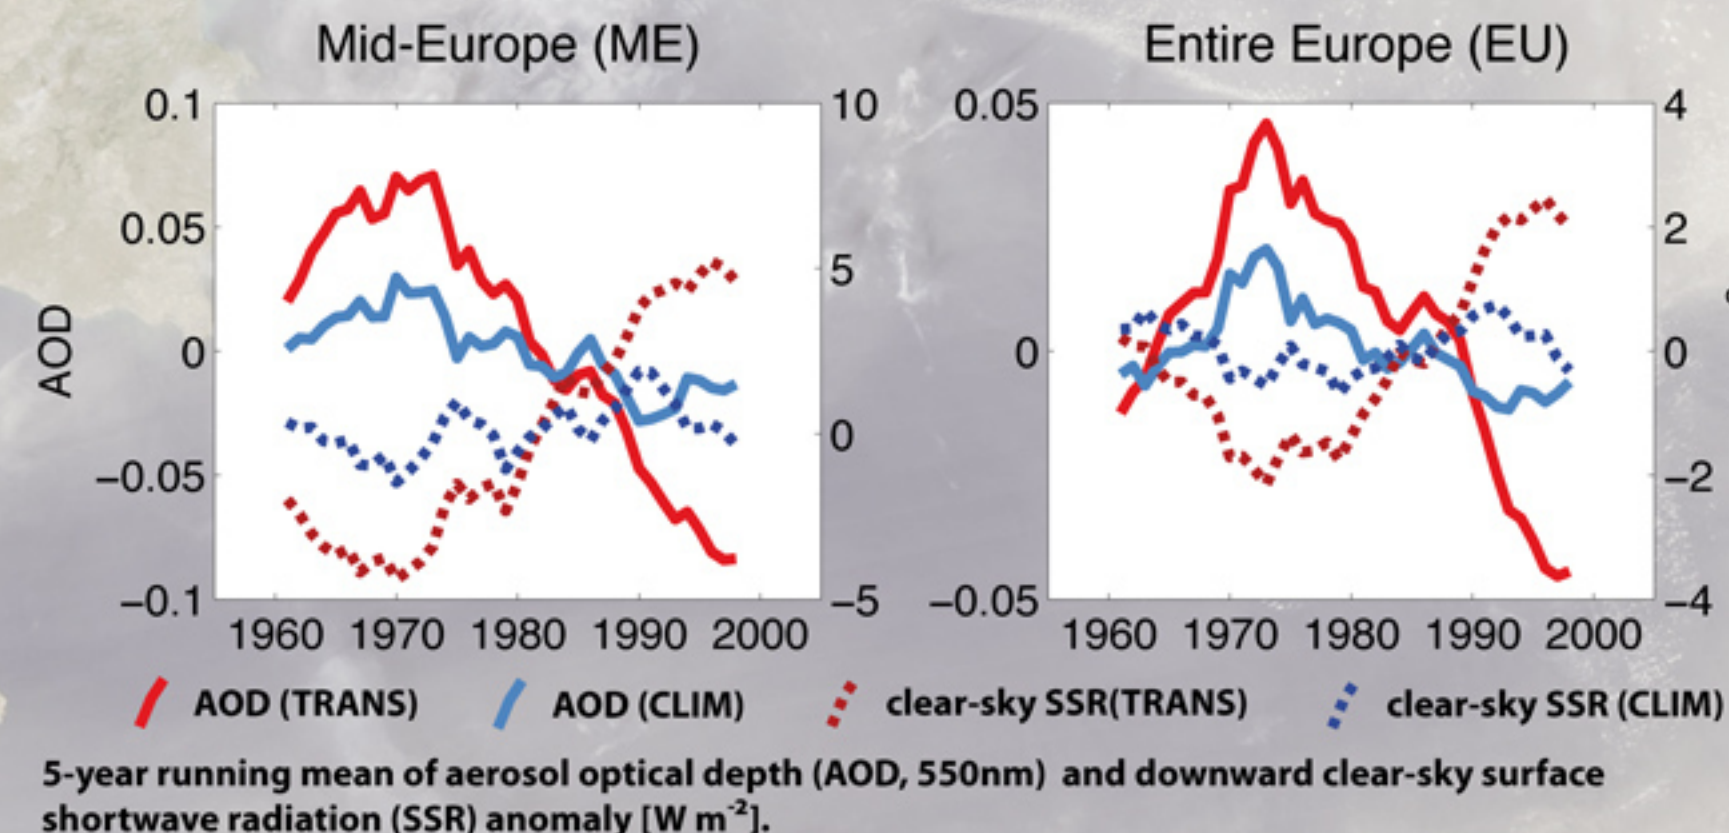 Mid-Europe (ME)
Entire Europe (EU)
AOD
0.1
0.05
0
−0.05
−0.1
10
5
0
−5
1960 1970 1980 1990 2000
0.05
0
−0.05
4
2
0
−2
−4
1960 1970 1980 1990 2000
AOD (TRANS) AOD (CLIM) clear-sky SSR(TRANS) clear-sky SSR (CLIM)
5-year running mean of aerosol optical depth (AOD, 550nm) and downward clear-sky surface
shortwave radiation (SSR) anomaly [W m⁻²].